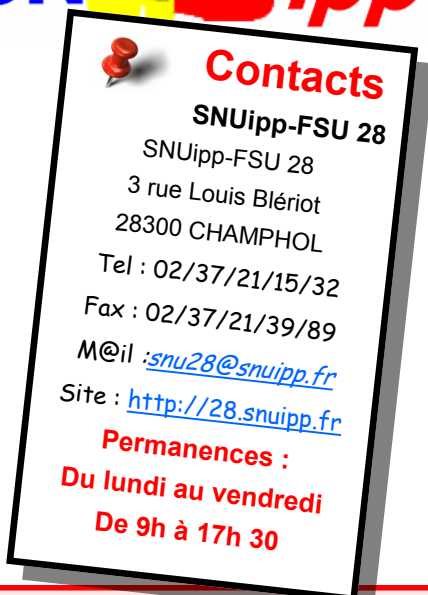 ipp
Contacts
SNUipp-FSU 28
SNUipp-FSU 28
3 rue Louis Blériot
28300 CHAMPHOL
Tel : 02/37/21/15/32
Fax : 02/37/21/39/89
M@il :snu28@snuipp.fr
Site : http://28.snuipp.fr
Permanences :
Du lundi au vendredi
De 9h à 17h 30